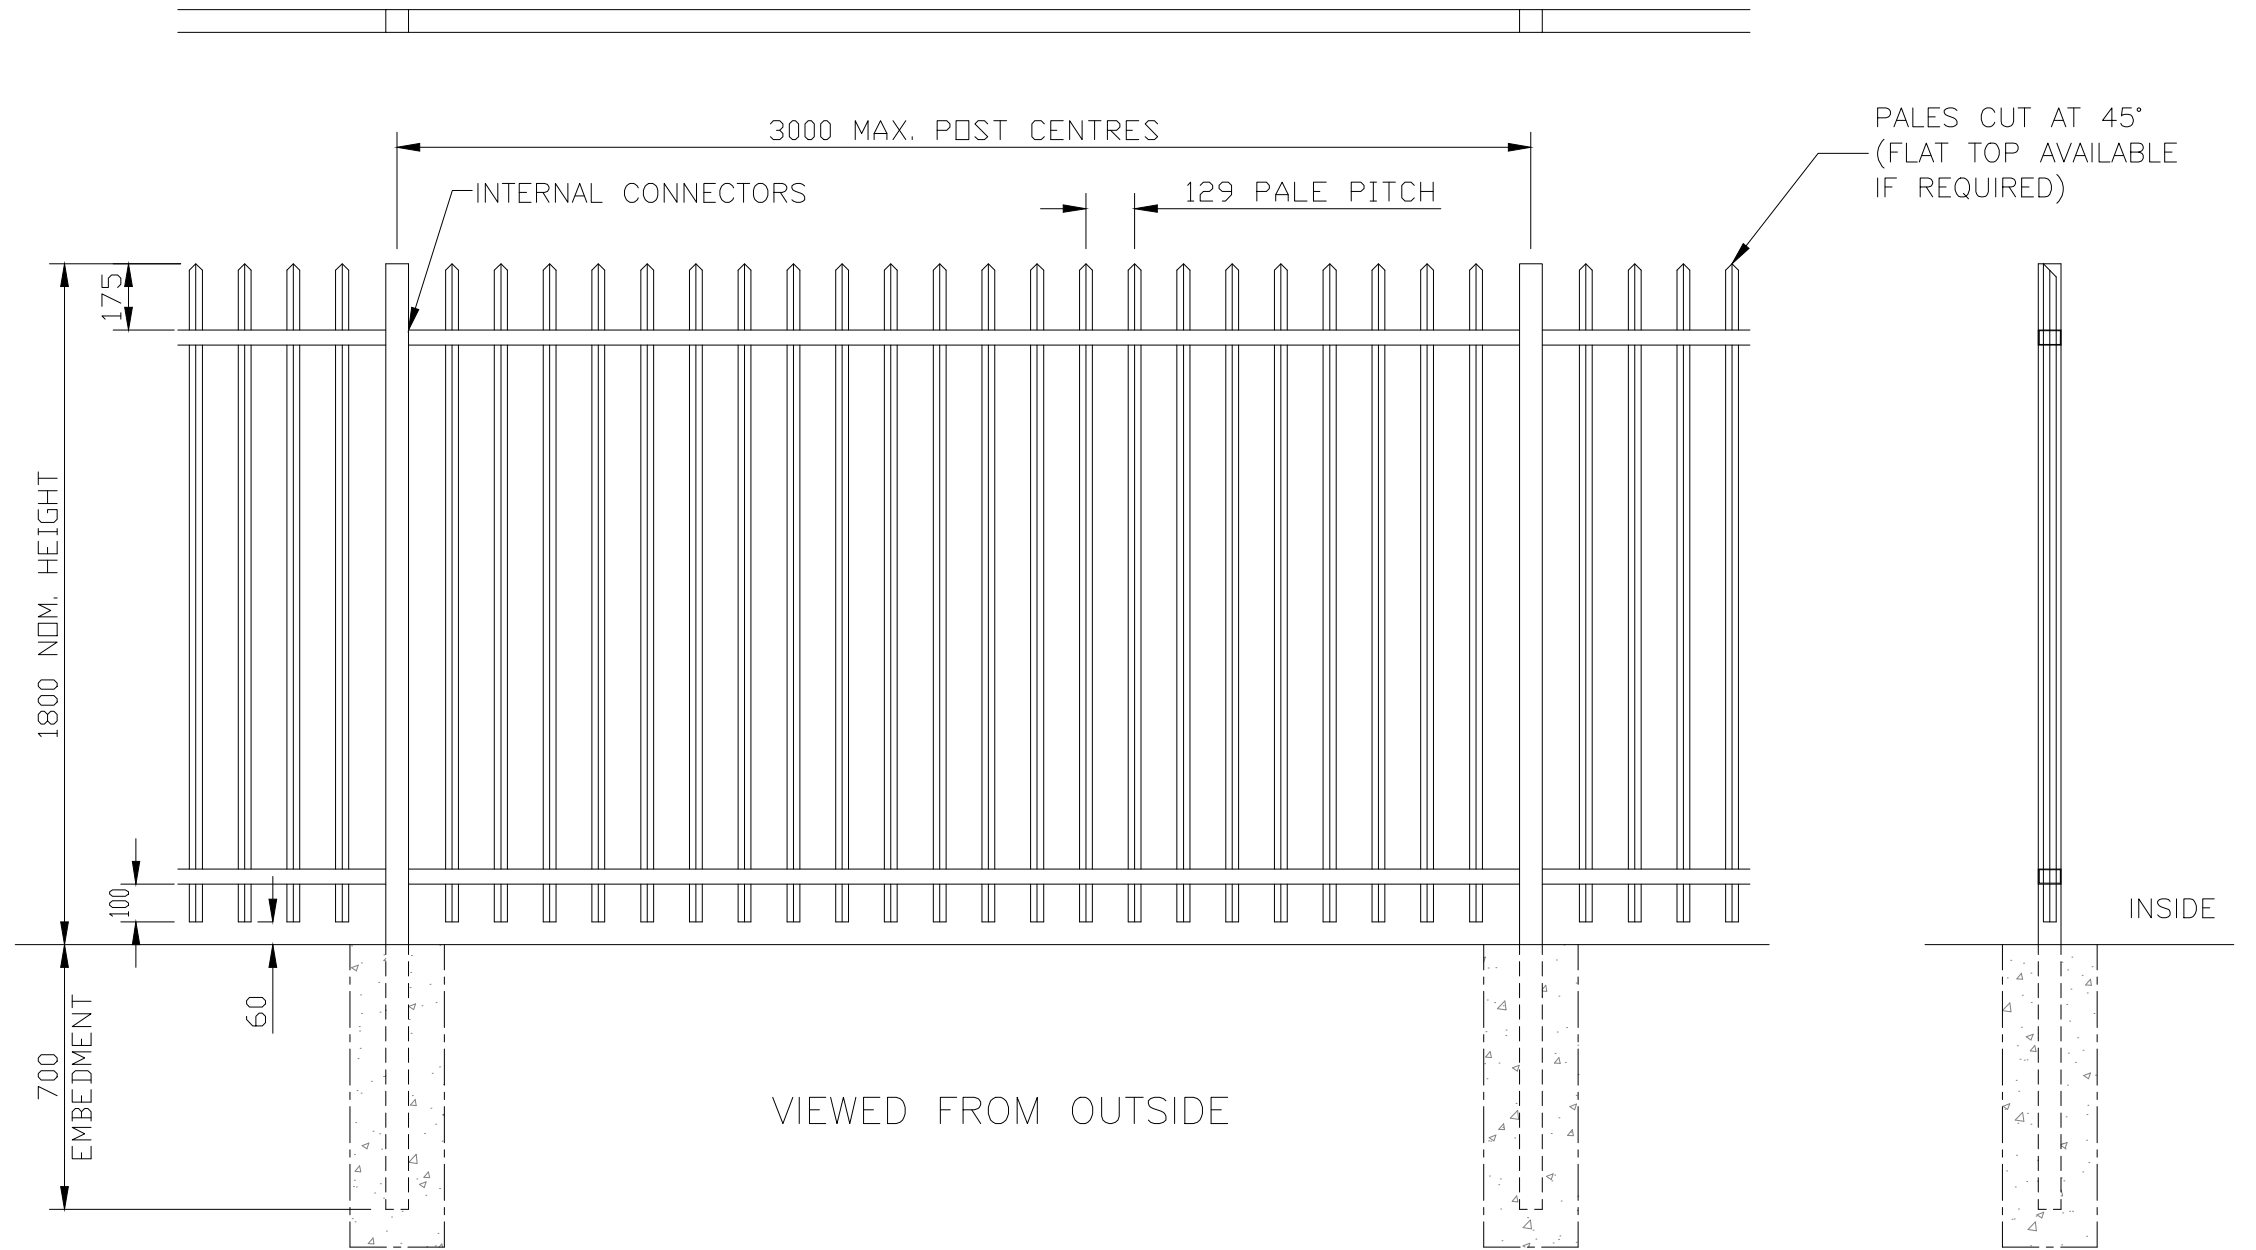 3000 MAX. POST CENTRES
PALES CUT AT 45°
(FLAT TOP AVAILABLE
IF REQUIRED)
INTERNAL CONNECTORS
129 PALE PITCH
175
1800 NOM. HEIGHT
100
INSIDE
60
700
EMBEDMENT
VIEWED FROM OUTSIDE